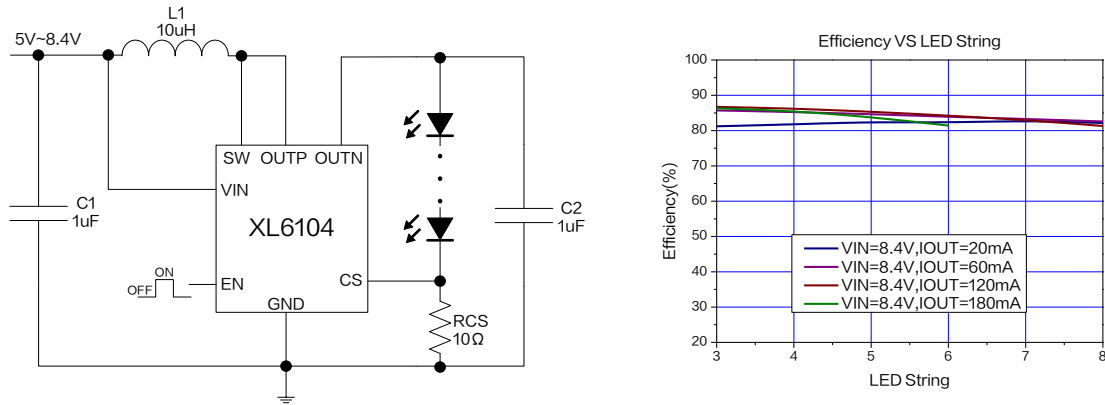 L1
10uH
5V~8.4V
SW OUTP OUTN
VIN
C1
1uF
XL6104
C2
1uF
ON
OFF
EN
CS
GND
RCS
10Ω
Efficiency VS LED String
Efficiency(%)
100
90
80
70
60
50
40
30
20
VIN=8.4V,IOUT=20mA
VIN=8.4V,IOUT=60mA
VIN=8.4V,IOUT=120mA
VIN=8.4V,IOUT=180mA
3 4 5 6 7 8
LED String